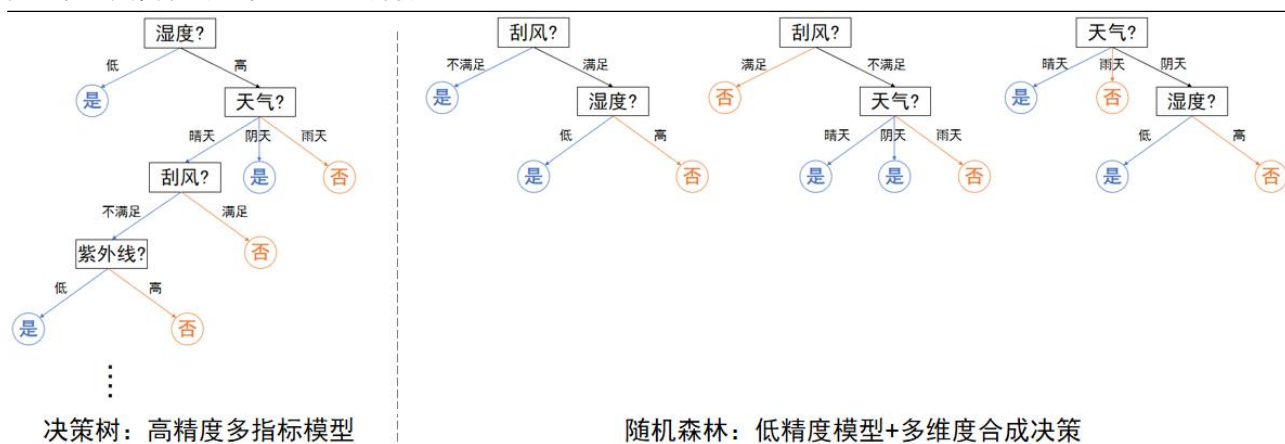 湿度?
刮风?
刮风?
天气?
低
高
不满足
满足
满足
不满足
晴天
雨天
阴天
是
天气?
是
湿度?
否
天气?
是
否
湿度?
晴天
阴天
雨天
低
高
晴天
阴天
雨天
低
高
刮风?
是
否
是
否
是
是
否
是
否
不满足
满足
紫外线?
否
低
高
是
否
⋮
决策树：高精度多指标模型
随机森林：低精度模型+多维度合成决策